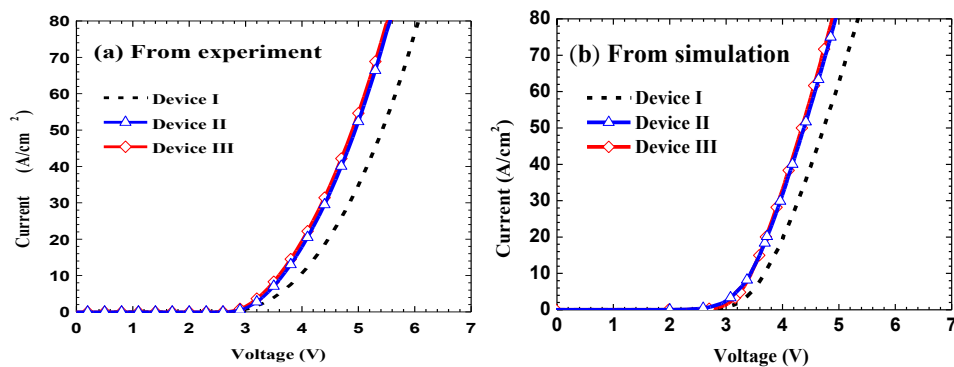 (a) From experiment
Device I
Device II
Device III
Current (A/cm²)
80
70
60
50
40
30
20
10
0
0 1 2 3 4 5 6 7
Voltage (V)
(b) From simulation
Device I
Device II
Device III
Current (A/cm²)
80
70
60
50
40
30
20
10
0
0 1 2 3 4 5 6 7
Voltage (V)